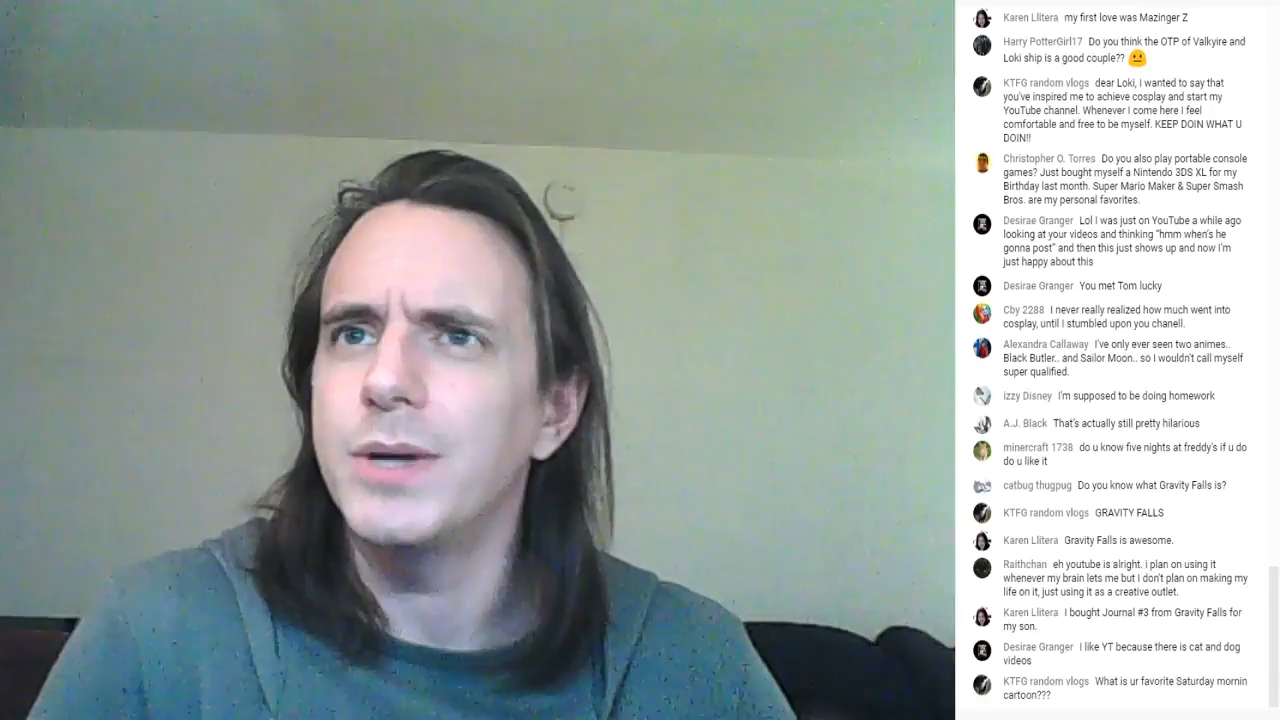 Karen Llitera my first love was Mazinger Z
Harry PotterGirl17 Do you think the OTP of Valkyire and
Loki ship is a good couple??
KTFG random vlogs dear Loki, I wanted to say that
you've inspired me to achieve cosplay and start my
YouTube channel. Whenever I come here I feel
comfortable and free to be myself. KEEP DOIN WHAT U
DOIN!!
Christopher O. Torres Do you also play portable console
games? Just bought myself a Nintendo 3DS XL for my
Birthday last month. Super Mario Maker & Super Smash
Bros. are my personal favorites.
Desirae Granger Lol I was just on YouTube a while ago
looking at your videos and thinking "hmm when's he
gonna post" and then this just shows up and now I'm
just happy about this
Desirae Granger You met Tom lucky
Cby 2288 I never really realized how much went into
cosplay, until I stumbled upon you chanell.
Alexandra Callaway I've only ever seen two animes..
Black Butler.. and Sailor Moon.. so I wouldn't call myself
super qualified.
izzy Disney I'm supposed to be doing homework
A.J. Black That's actually still pretty hilarious
minercraft 1738 do u know five nights at freddy's if u do
do u like it
catbug thugpug Do you know what Gravity Falls is?
KTFG random vlogs GRAVITY FALLS
Karen Llitera Gravity Falls is awesome.
Raithchan eh youtube is alright. i plan on using it
whenever my brain lets me but I don't plan on making my
life on it, just using it as a creative outlet.
Karen Llitera I bought Journal #3 from Gravity Falls for
my son.
Desirae Granger I like YT because there is cat and dog
videos
KTFG random vlogs What is ur favorite Saturday mornin
cartoon???